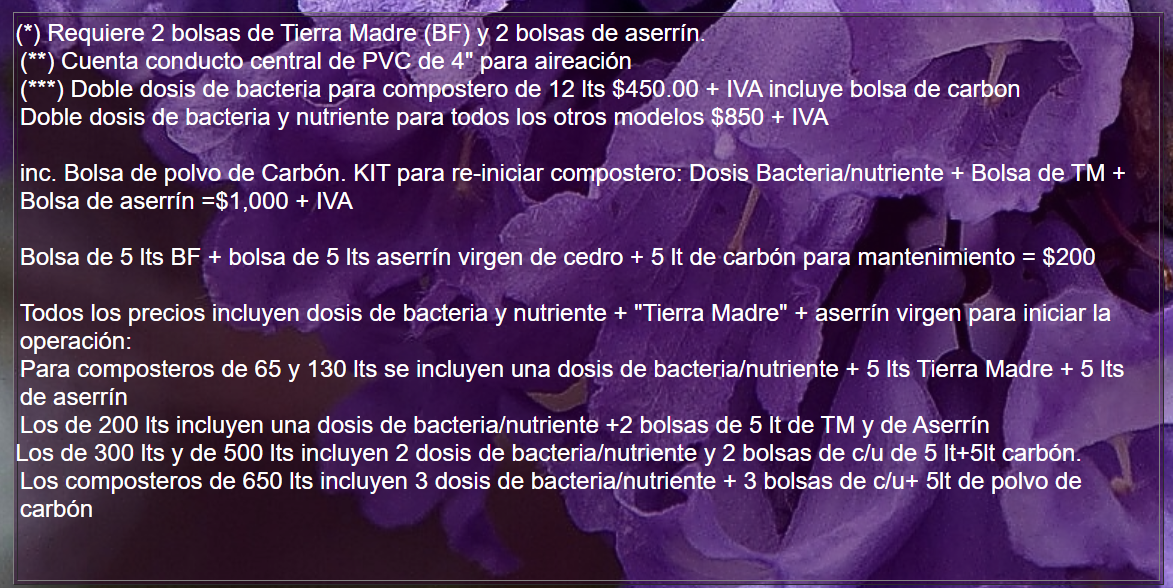 (*) Requiere 2 bolsas de Tierra Madre (BF) y 2 bolsas de aserrín.
(**) Cuenta conducto central de PVC de 4" para aireación
(***) Doble dosis de bacteria para compostero de 12 lts $450.00 + IVA incluye bolsa de carbon
Doble dosis de bacteria y nutriente para todos los otros modelos $850 + IVA
inc. Bolsa de polvo de Carbón. KIT para re-iniciar compostero: Dosis Bacteria/nutriente + Bolsa de TM +
Bolsa de aserrín =$1,000 + IVA
Bolsa de 5 lts BF + bolsa de 5 lts aserrín virgen de cedro + 5 lt de carbón para mantenimiento = $200
Todos los precios incluyen dosis de bacteria y nutriente + "Tierra Madre" + aserrín virgen para iniciar la
operación:
Para composteros de 65 y 130 lts se incluyen una dosis de bacteria/nutriente + 5 lts Tierra Madre + 5 lts
de aserrín
Los de 200 lts incluyen una dosis de bacteria/nutriente +2 bolsas de 5 lt de TM y de Aserrín
Los de 300 lts y de 500 lts incluyen 2 dosis de bacteria/nutriente y 2 bolsas de c/u de 5 lt+5lt carbón.
Los composteros de 650 lts incluyen 3 dosis de bacteria/nutriente + 3 bolsas de c/u+ 5lt de polvo de
carbón